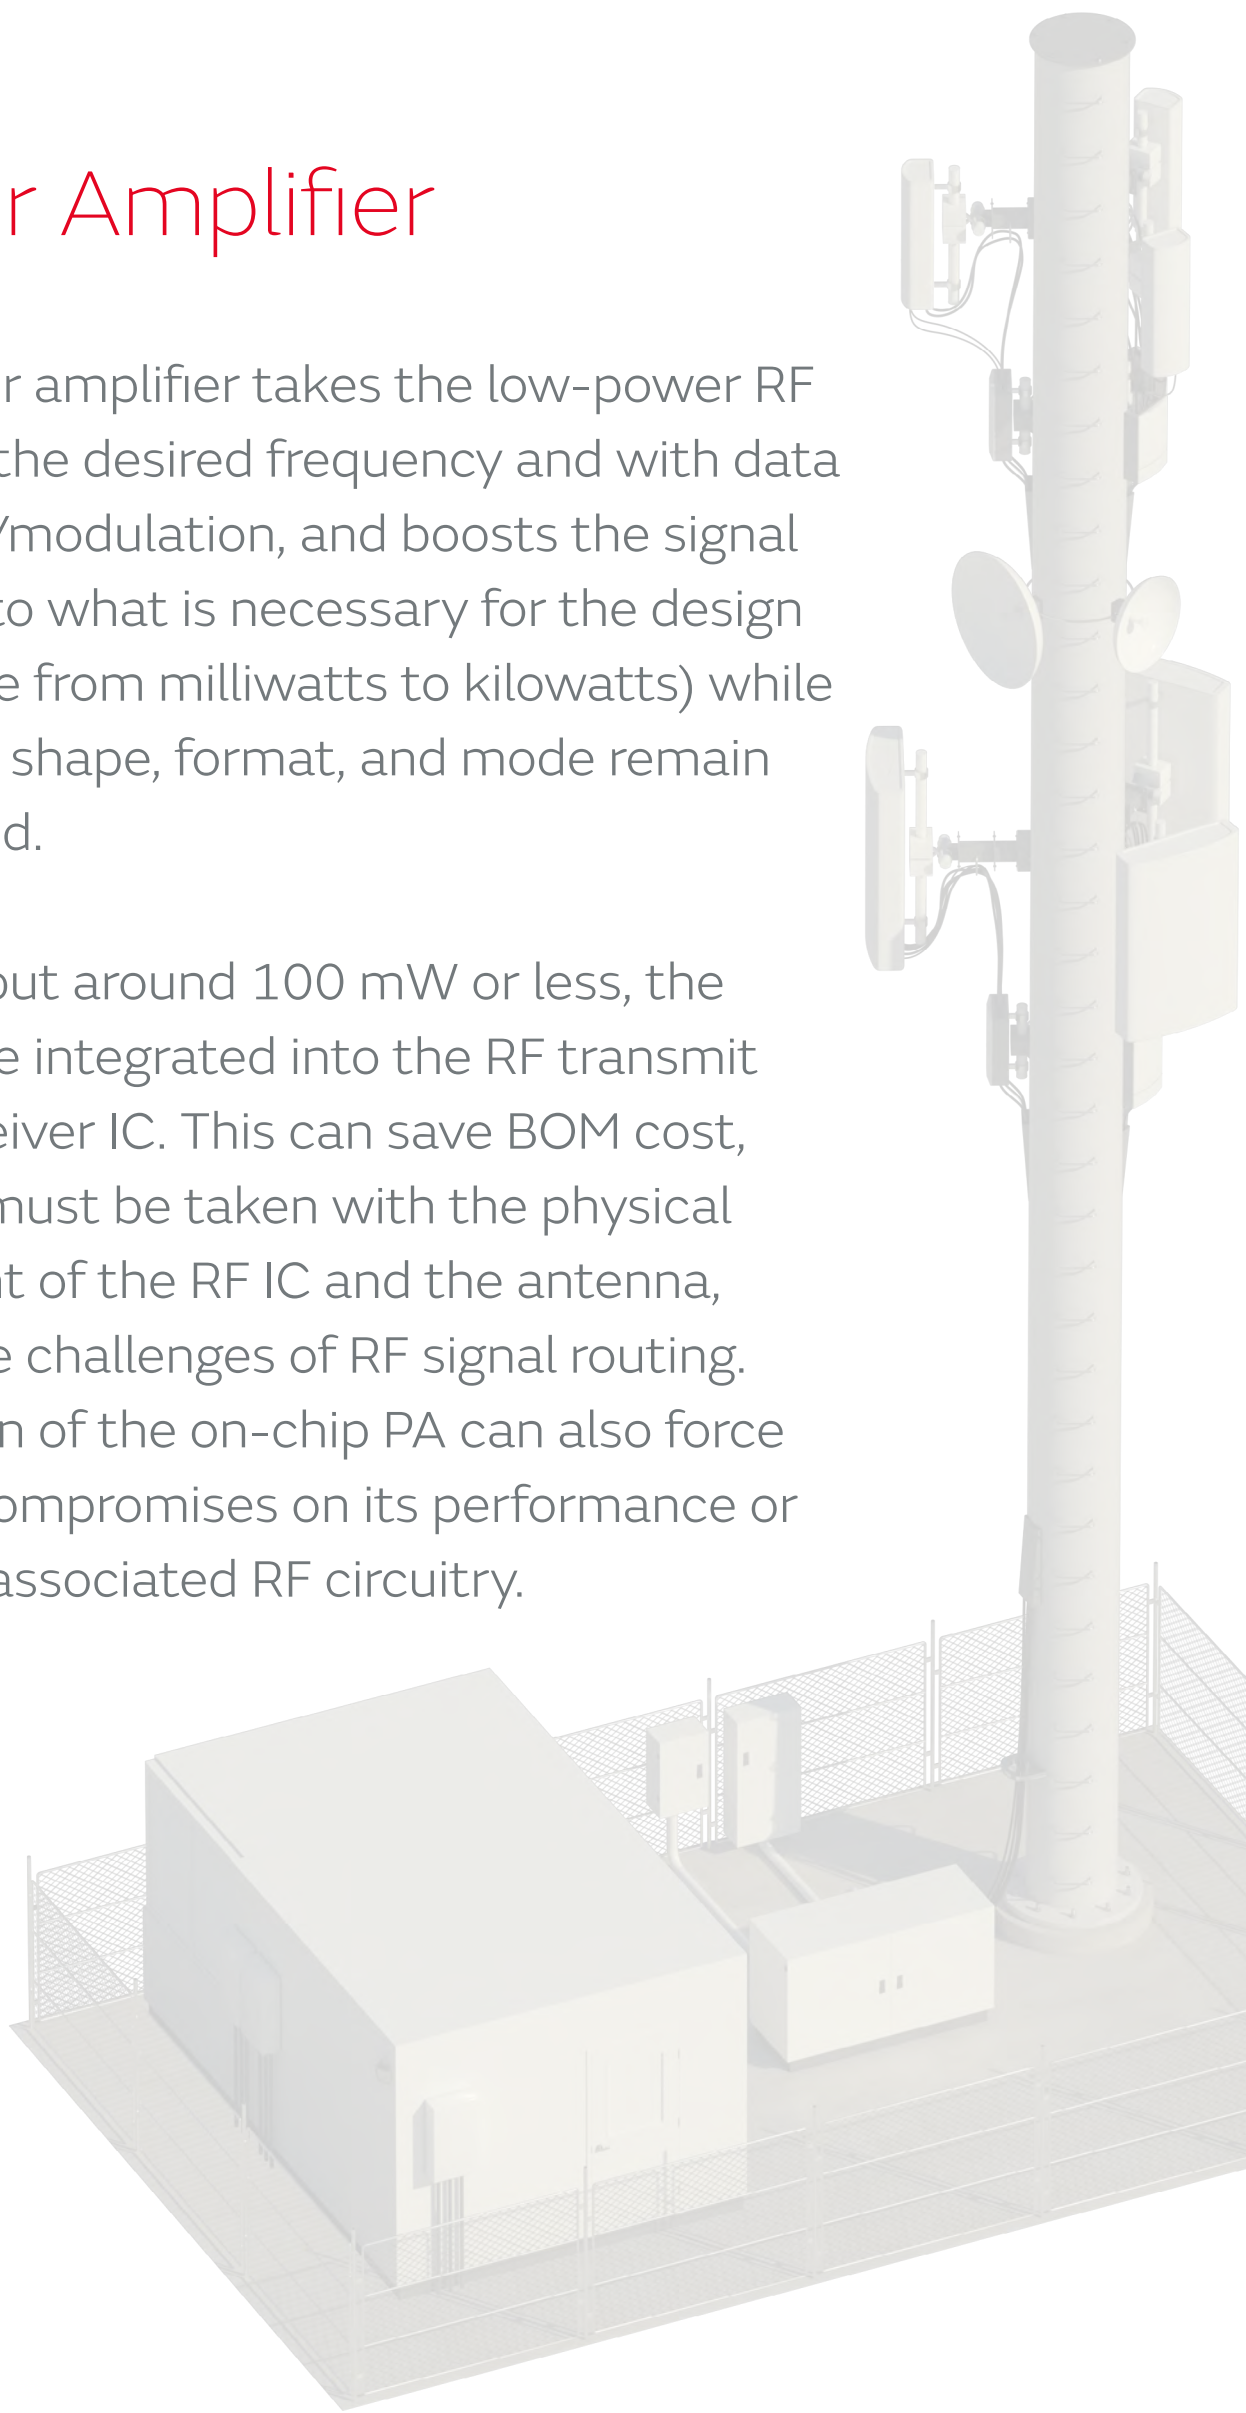 r Amplifier
r amplifier takes the low-power RF
the desired frequency and with data
/modulation, and boosts the signal
to what is necessary for the design
e from milliwatts to kilowatts) while
shape, format, and mode remain
d.
out around 100 mW or less, the
e integrated into the RF transmit
eiver IC. This can save BOM cost,
must be taken with the physical
nt of the RF IC and the antenna,
e challenges of RF signal routing.
n of the on-chip PA can also force
ompromises on its performance or
associated RF circuitry.